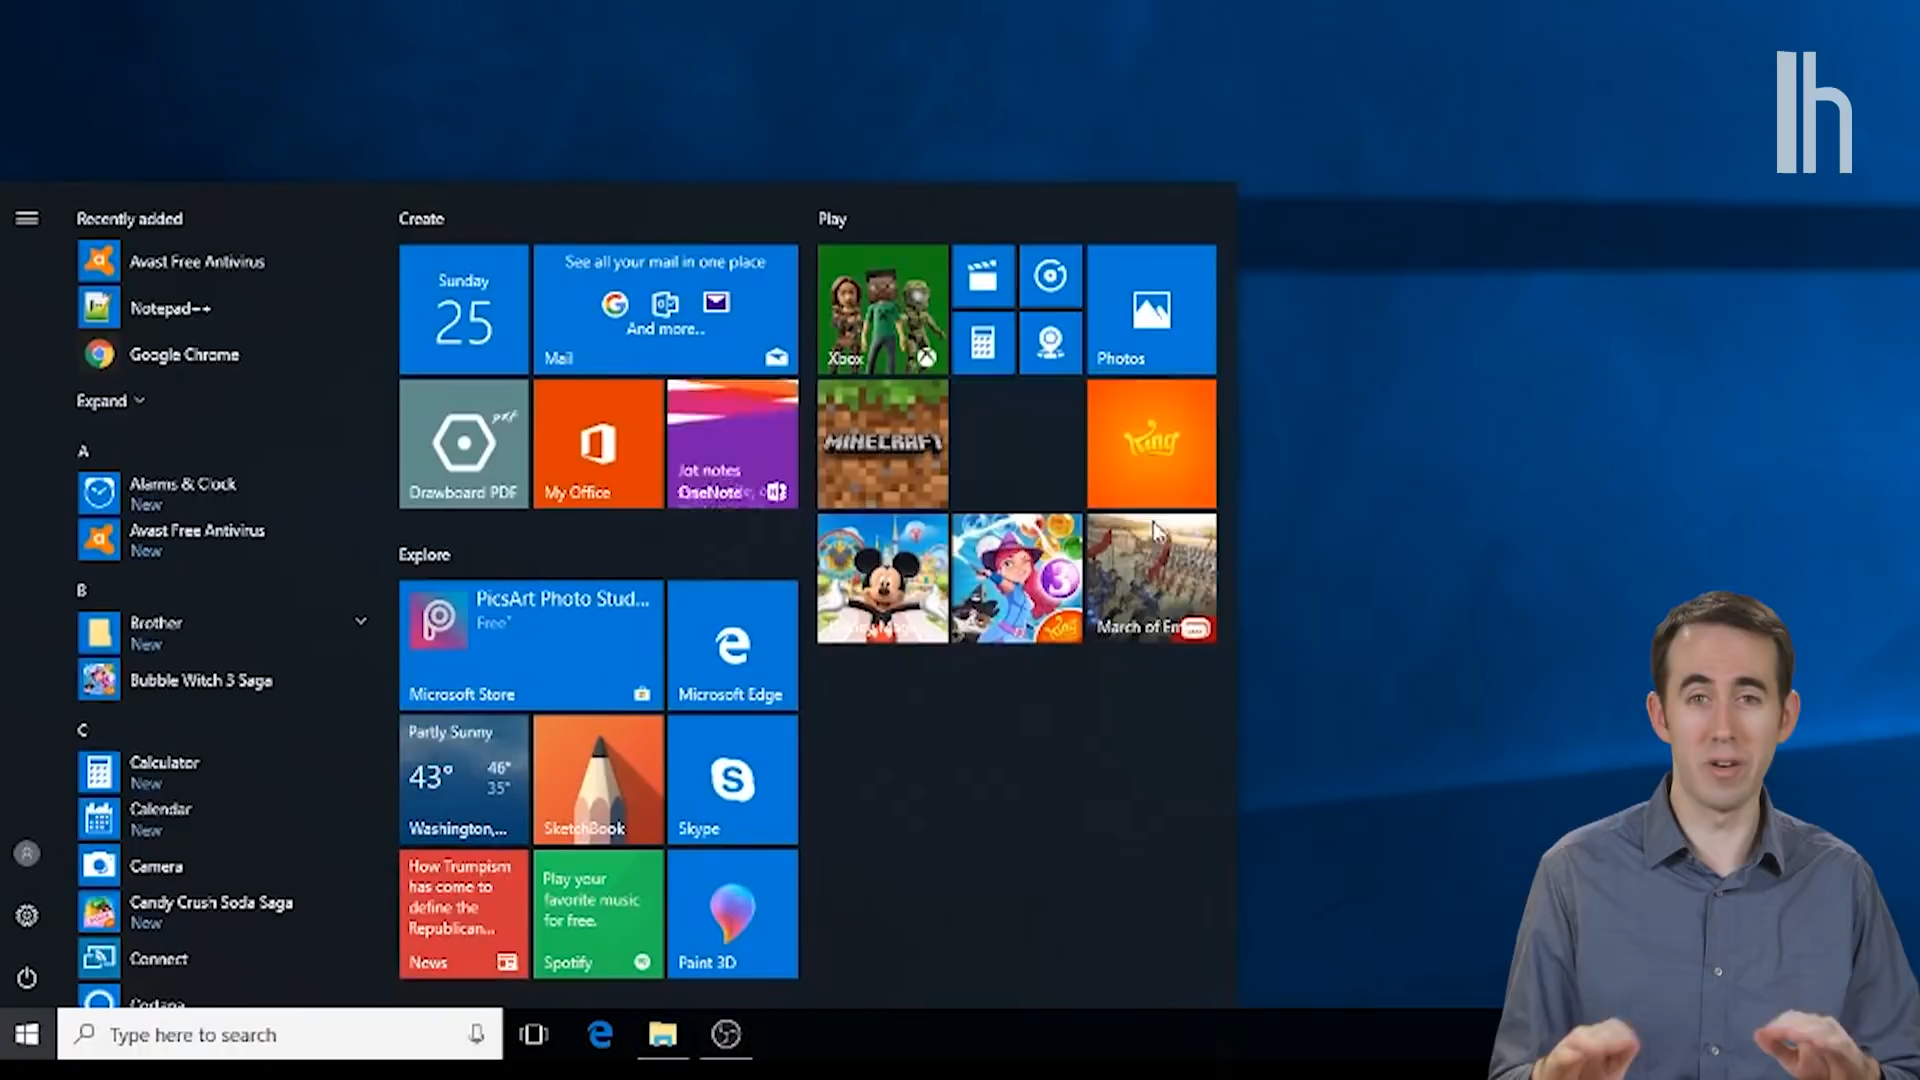 lh
Recently added
Avast Free Antivirus
Notepad++
Google Chrome
Expand
A
Alarms & Clock
New
Avast Free Antivirus
New
B
Brother
New
Bubble Witch 3 Saga
C
Calculator
New
Calendar
New
Camera
Candy Crush Soda Saga
New
Connect
Cortana
Create
Sunday
25
See all your mail in one place
And more..
Mail
Drawboard PDF
My Office
Jot notes
OneNote
Explore
PicsArt Photo Stud...
Free*
Microsoft Store
Microsoft Edge
Partly Sunny
43° 46°
35°
Washington,...
SketchBook
Skype
How Trumpism
has come to
define the
Republican...
News
Play your
favorite music
for free.
Spotify
Paint 3D
Play
Xbox
Photos
MINECRAFT
King
3
King
March of Em
Type here to search